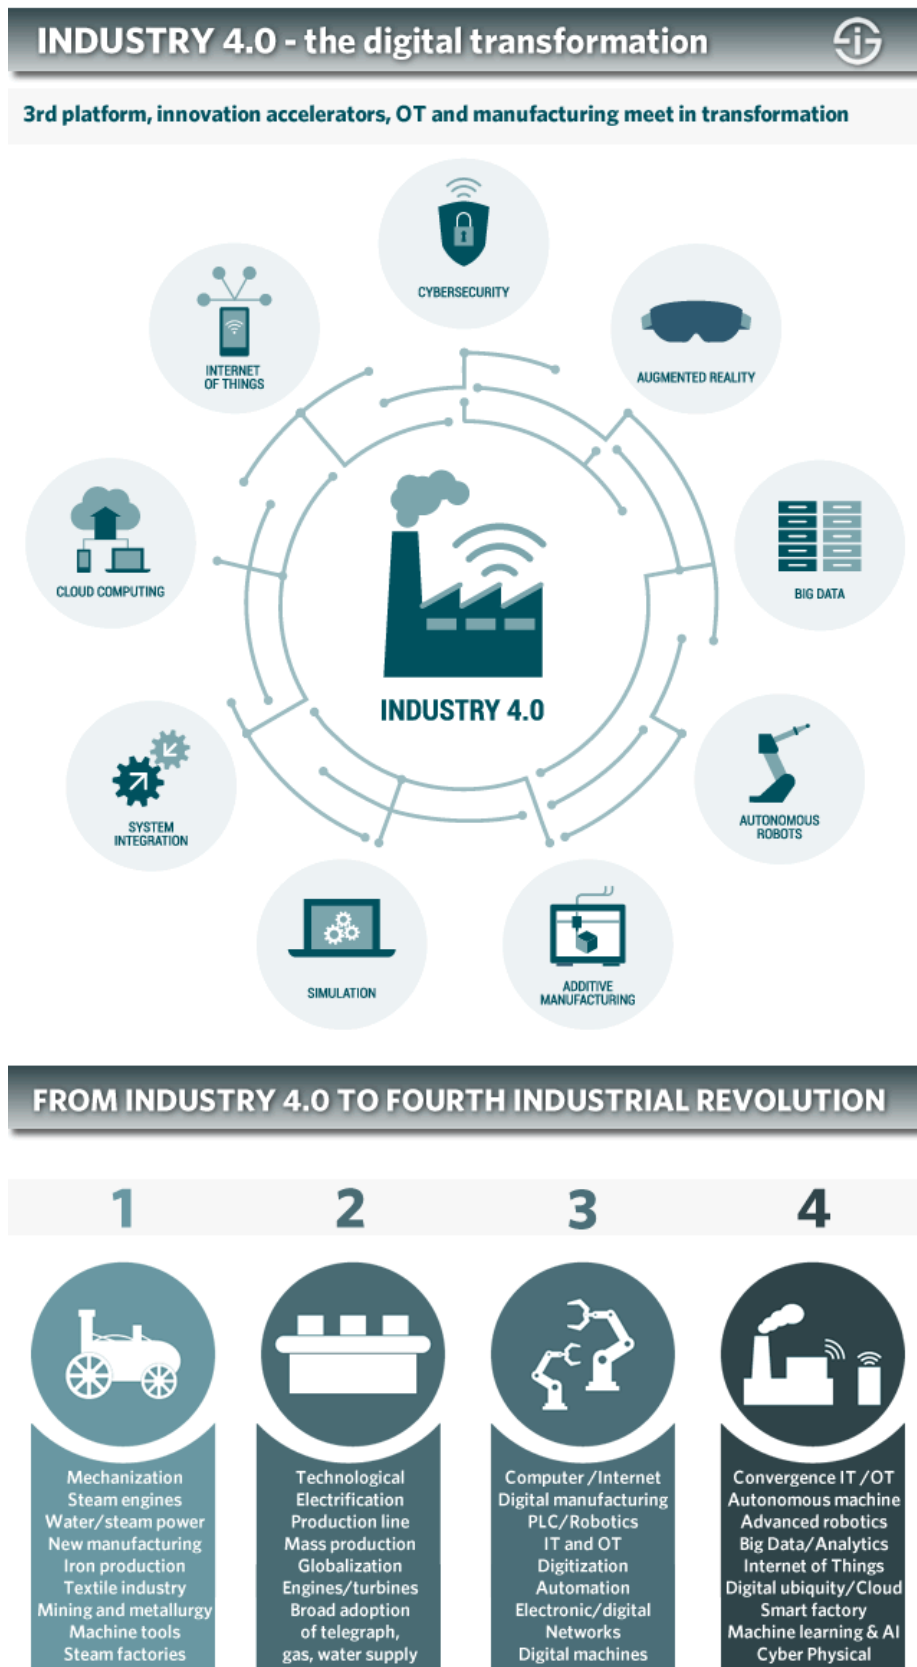 INDUSTRY 4.0 - the digital transformation
3rd platform, innovation accelerators, OT and manufacturing meet in transformation
CYBERSECURITY
INTERNET
OF THINGS
AUGMENTED REALITY
CLOUD COMPUTING
BIG DATA
INDUSTRY 4.0
SYSTEM
INTEGRATION
AUTONOMOUS
ROBOTS
SIMULATION
ADDITIVE
MANUFACTURING
FROM INDUSTRY 4.0 TO FOURTH INDUSTRIAL REVOLUTION
1
Mechanization
Steam engines
Water/steam power
New manufacturing
Iron production
Textile industry
Mining and metallurgy
Machine tools
Steam factories
2
Technological
Electrification
Production line
Mass production
Globalization
Engines/turbines
Broad adoption
of telegraph,
gas, water supply
3
Computer/Internet
Digital manufacturing
PLC/Robotics
IT and OT
Digitization
Automation
Electronic/digital
Networks
Digital machines
4
Convergence IT/OT
Autonomous machine
Advanced robotics
Big Data/Analytics
Internet of Things
Digital ubiquity/Cloud
Smart factory
Machine learning & AI
Cyber Physical